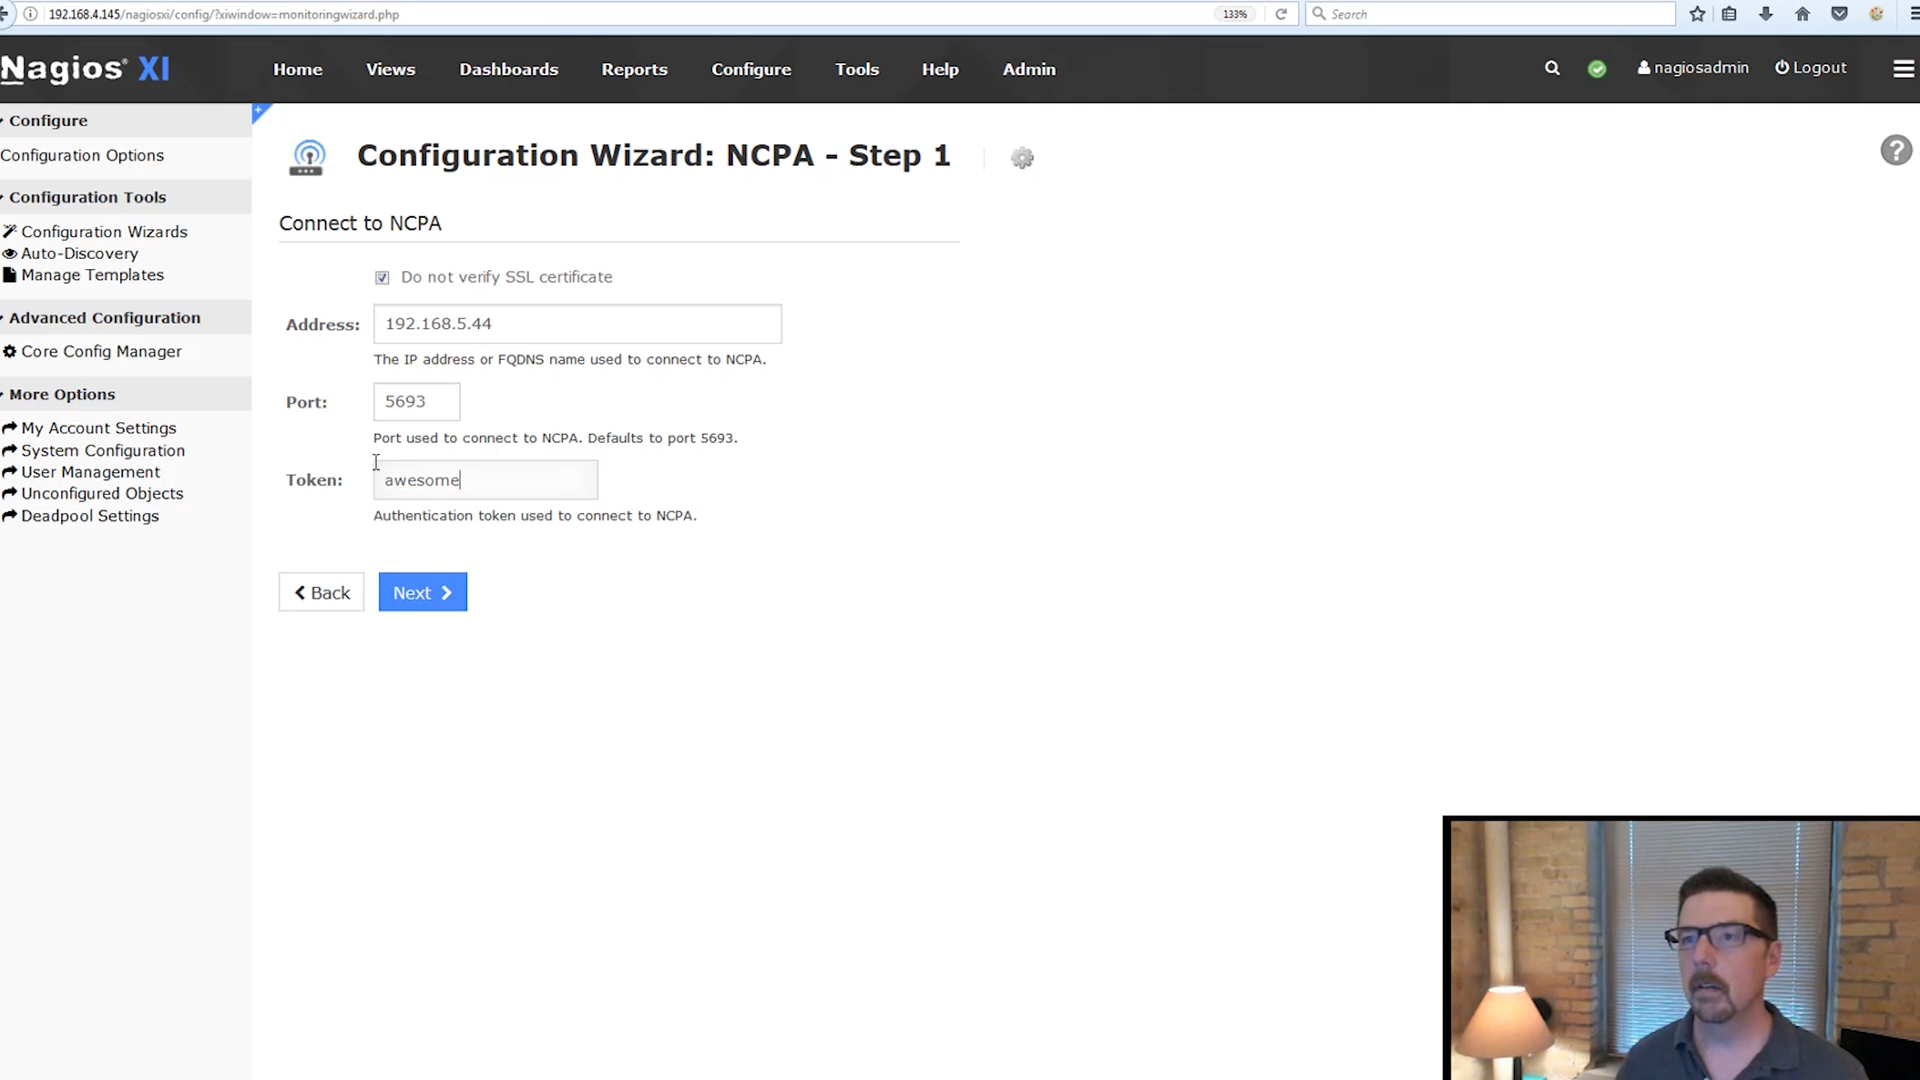 192.168.4.145/nagiosxi/config/?xiwindow=monitoringwizard.php
133%
Search
Nagios® XI
Home
Views
Dashboards
Reports
Configure
Tools
Help
Admin
nagiosadmin
Logout
Configure
Configuration Options
Configuration Tools
Configuration Wizards
Auto-Discovery
Manage Templates
Advanced Configuration
Core Config Manager
More Options
My Account Settings
System Configuration
User Management
Unconfigured Objects
Deadpool Settings
Configuration Wizard: NCPA - Step 1
Connect to NCPA
Do not verify SSL certificate
Address: 192.168.5.44
The IP address or FQDNS name used to connect to NCPA.
Port: 5693
Port used to connect to NCPA. Defaults to port 5693.
Token: awesome
Authentication token used to connect to NCPA.
Back
Next